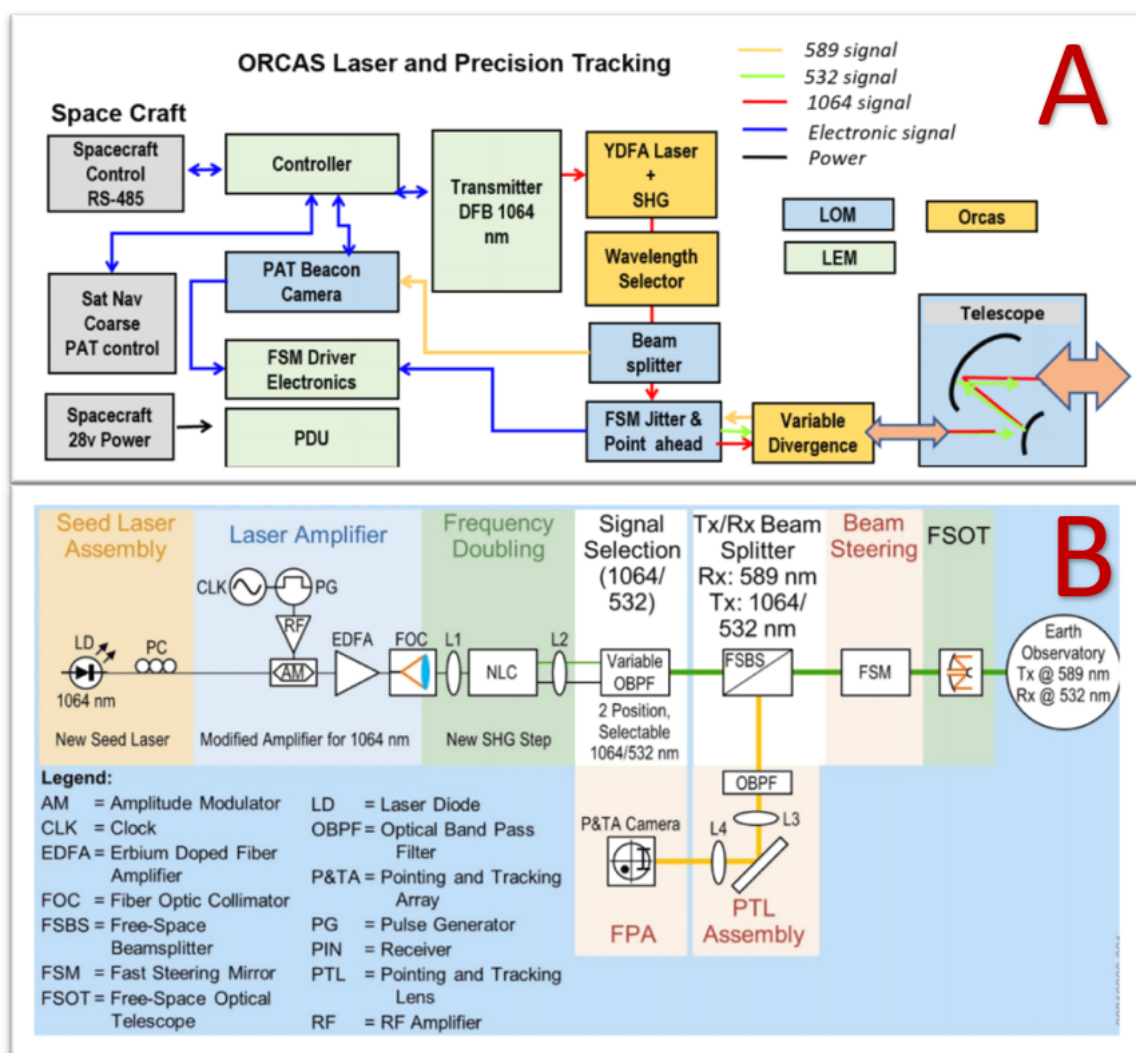 ORCAS Laser and Precision Tracking
A
589 signal
532 signal
1064 signal
Electronic signal
Power
Space Craft
Spacecraft
Control
RS-485
Controller
Transmitter
DFB 1064
nm
YDFA Laser
+
SHG
LOM
Orcas
LEM
Wavelength
Selector
PAT Beacon
Camera
Sat Nav
Coarse
PAT control
Telescope
Beam
splitter
FSM Driver
Electronics
Spacecraft
28v Power
PDU
FSM Jitter &
Point ahead
Variable
Divergence
B
Seed Laser
Assembly
Laser Amplifier
Frequency
Doubling
Signal
Selection
(1064/
532)
Tx/Rx Beam
Splitter
Rx: 589 nm
Tx: 1064/
532 nm
Beam
Steering
FSOT
CLK
PG
RF
LD
PC
AM
EDFA
FOC
L1
NLC
L2
Variable
OBPF
FSBS
FSM
Earth
Observatory
Tx @ 589 nm
Rx @ 532 nm
1064 nm
2 Position,
Selectable
1064/532 nm
New Seed Laser
Modified Amplifier for 1064 nm
New SHG Step
OBPF
L3
L4
P&TA Camera
FPA
PTL
Assembly
Legend:
AM = Amplitude Modulator
CLK = Clock
EDFA = Erbium Doped Fiber
Amplifier
FOC = Fiber Optic Collimator
FSBS = Free-Space
Beamsplitter
FSM = Fast Steering Mirror
FSOT = Free-Space Optical
Telescope
LD = Laser Diode
OBPF = Optical Band Pass
Filter
P&TA = Pointing and Tracking
Array
PG = Pulse Generator
PIN = Receiver
PTL = Pointing and Tracking
Lens
RF = RF Amplifier